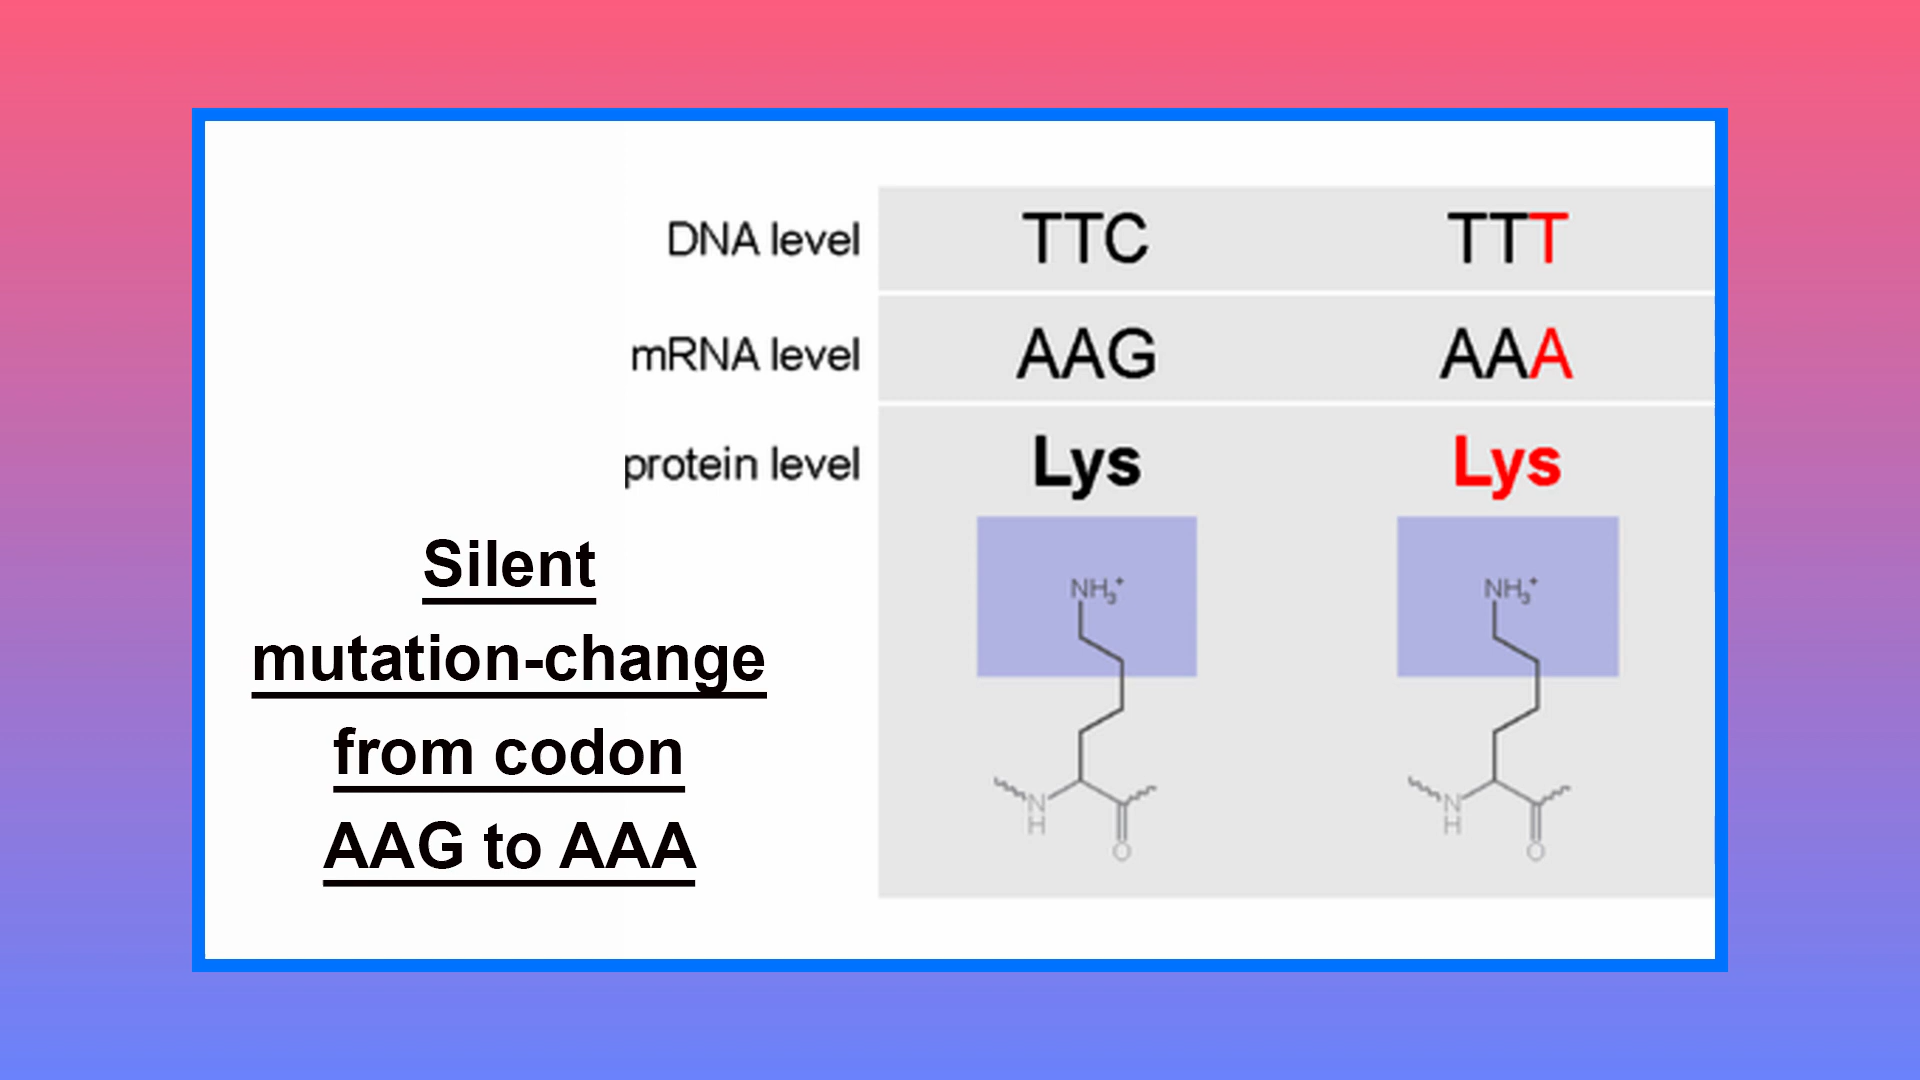 DNA level TTC TTT
mRNA level AAG AAA
protein level Lys Lys
Silent
mutation-change
from codon
AAG to AAA
NH3+ NH3+
N N
H H
O O